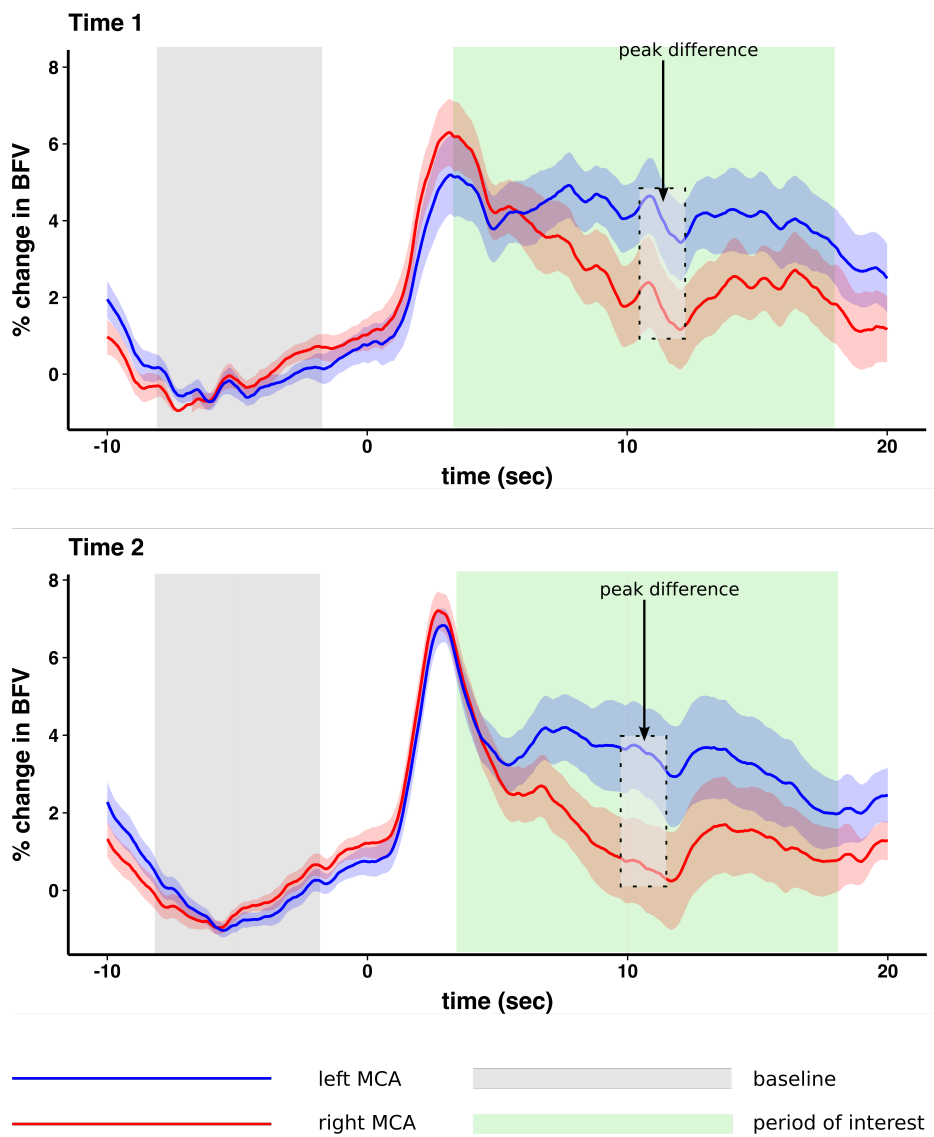 Time 1
peak difference
8
6
4
2
0
% change in BFV
-10 0 10 20
time (sec)
Time 2
peak difference
8
6
4
2
0
% change in BFV
-10 0 10 20
time (sec)
left MCA baseline
right MCA period of interest